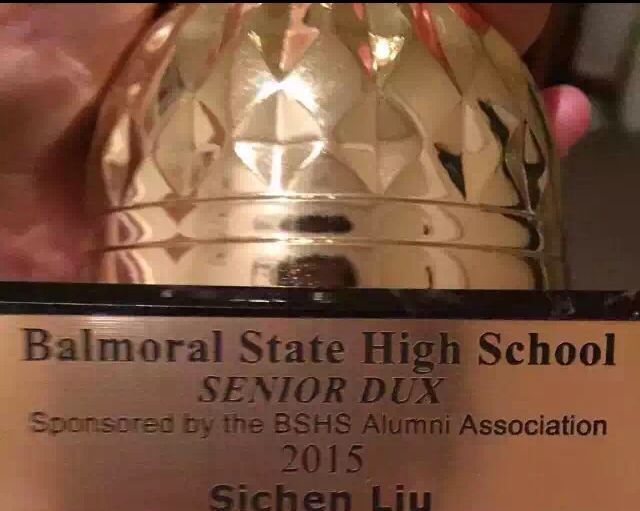 Balmoral State High School
SENIOR DUX
Sponsored by the BSHS Alumni Association
2015
Sichen Liu